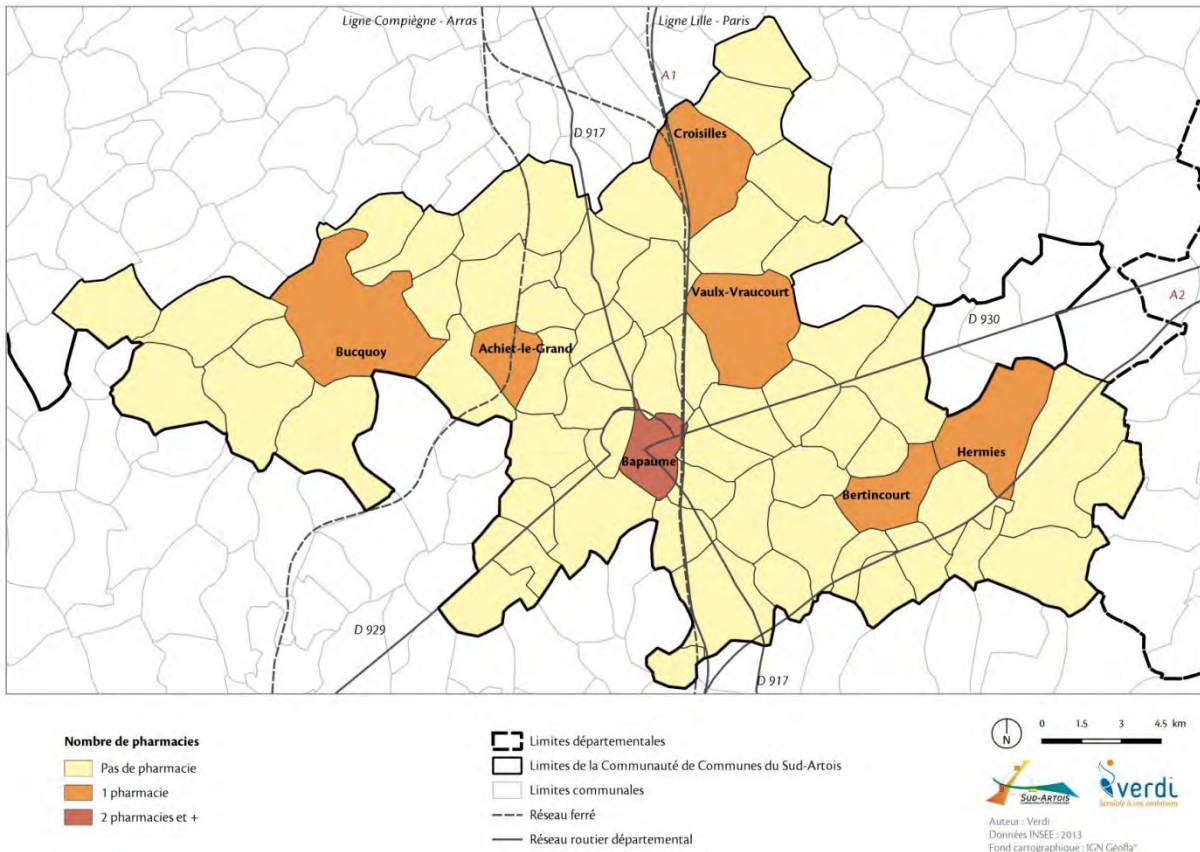 Ligne Compiègne - Arras
Ligne Lille - Paris
A1
D 917
Croisilles
Vaulx-Vraucourt
A2
D 930
Bucquoy
Achiet-le-Grand
Hermies
Bapaume
Bertincourt
D 929
D 917
Nombre de pharmacies
Pas de pharmacie
1 pharmacie
2 pharmacies et +
Limites départementales
Limites de la Communauté de Communes du Sud-Artois
Limites communales
Réseau ferré
Réseau routier départemental
N
0 1.5 3 4.5 km
SUD-ARTOIS
COMMUNAUTÉ DE COMMUNES
verdi
Sensible à vos ambitions
Auteur : Verdi
Données INSEE : 2013
Fond cartographique : IGN Géofla®